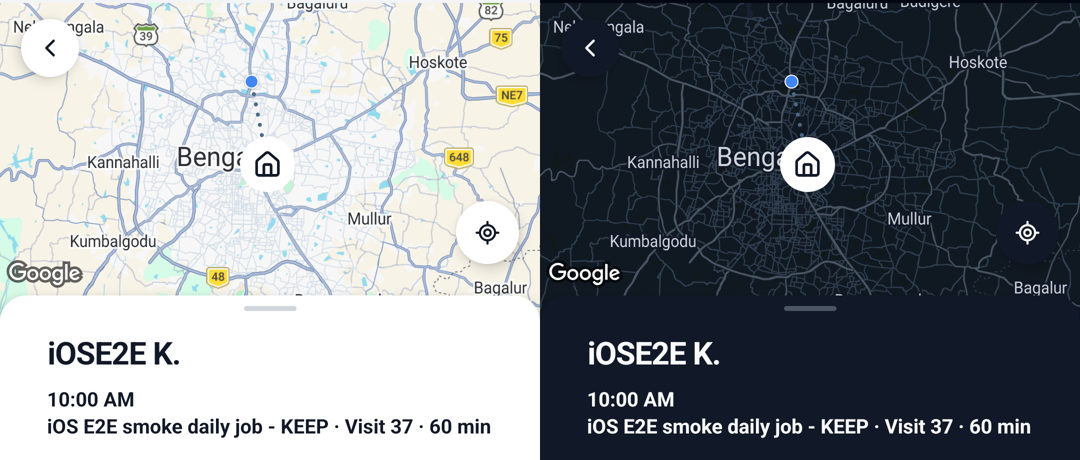 Bagaluru
39
82
75
Hoskote
NE7
Kannahalli
Benga
648
Mullur
Kumbalgodu
Google
48
Bagalur
iOSE2E K.
10:00 AM
iOS E2E smoke daily job - KEEP · Visit 37 · 60 min
Bagaluru Budigere
Hoskote
Kannahalli
Benga
Mullur
Kumbalgodu
Google
Bagalur
iOSE2E K.
10:00 AM
iOS E2E smoke daily job - KEEP · Visit 37 · 60 min